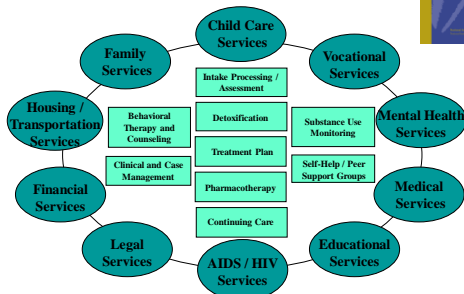 Child Care
Services
Family
Services
Vocational
Services
Intake Processing /
Assessment
Housing /
Transportation
Services
Behavioral
Therapy and
Counseling
Detoxification
Substance Use
Monitoring
Mental Health
Services
Treatment Plan
Clinical and Case
Management
Self-Help / Peer
Support Groups
Financial
Services
Pharmacotherapy
Medical
Services
Continuing Care
Legal
Services
Educational
Services
AIDS / HIV
Services